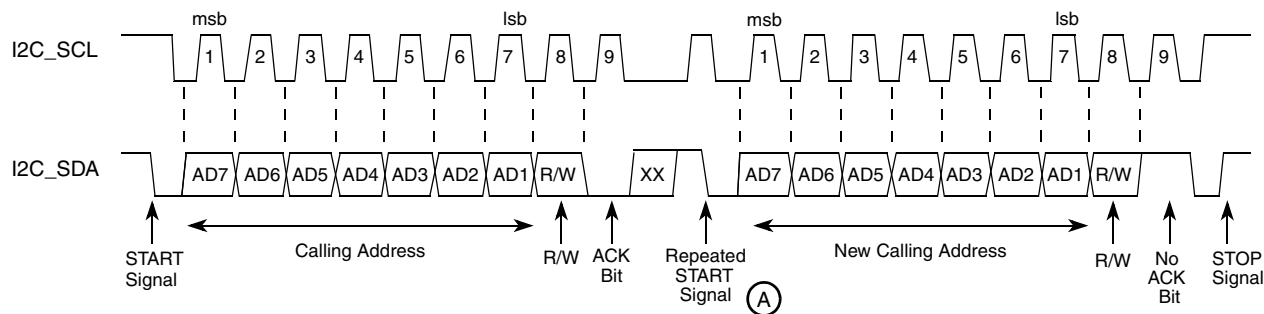 msb lsb msb lsb
I2C_SCL 1 2 3 4 5 6 7 8 9 1 2 3 4 5 6 7 8 9
I2C_SDA AD7 AD6 AD5 AD4 AD3 AD2 AD1 R/W XX AD7 AD6 AD5 AD4 AD3 AD2 AD1 R/W
START
Signal
Calling Address
R/W
ACK
Bit
Repeated
START
Signal
A
New Calling Address
R/W
No
ACK
Bit
STOP
Signal